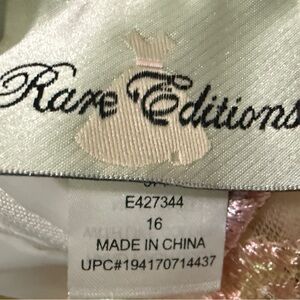 Rare Editions
E427344
16
MADE IN CHINA
UPC#194170714437